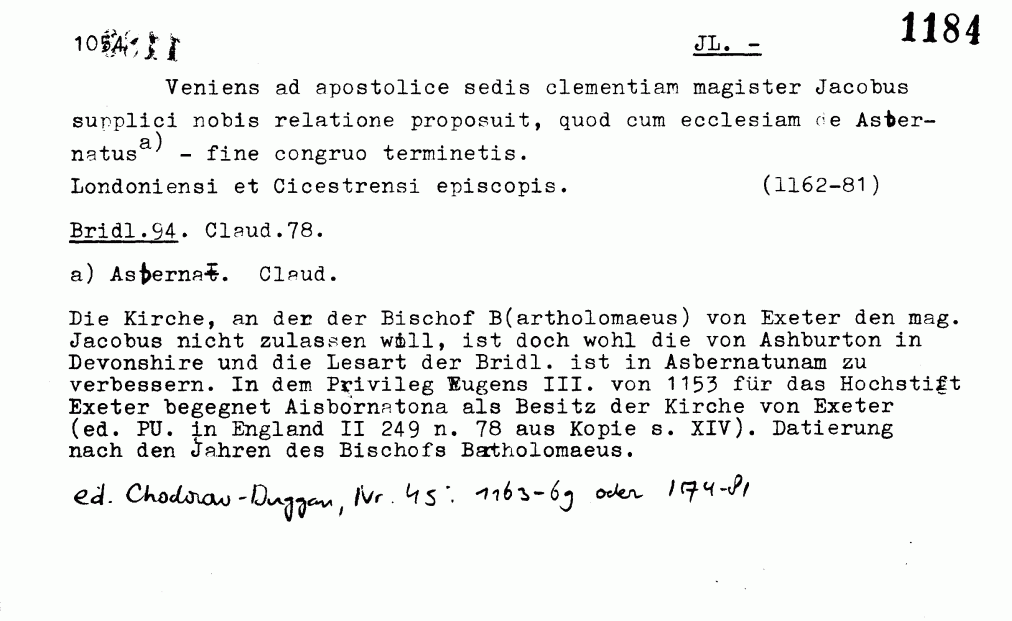 JL. - 1184
Veniens ad apostolice sedis clementiam magister Jacobus
supplici nobis relatione proposuit, quod cum ecclesiam de Asber-
natus a) - fine congruo terminetis.
Londoniensi et Cicestrensi episcopis. (1162-81)
Bridl.94. Claud.78.
a) Asbernat. Claud.
Die Kirche, an der der Bischof B(artholomaeus) von Exeter den mag.
Jacobus nicht zulassen will, ist doch wohl die von Ashburton in
Devonshire und die Lesart der Bridl. ist in Asbernatunam zu
verbessern. In dem Privileg Eugens III. von 1153 für das Hochstift
Exeter begegnet Aisbornatona als Besitz der Kirche von Exeter
(ed. PU. in England II 249 n. 78 aus Kopie s. XIV). Datierung
nach den Jahren des Bischofs Bartholomaeus.
ed. Chodorow-Duggan, Nr. 45: 1163-69 oder 1174-81